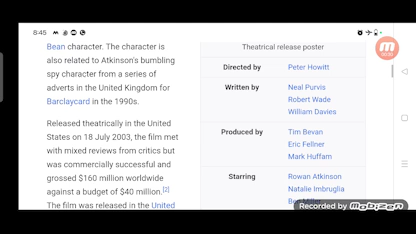 8:45
Bean character. The character is
also related to Atkinson's bumbling
spy character from a series of
adverts in the United Kingdom for
Barclaycard in the 1990s.
Released theatrically in the United
States on 18 July 2003, the film met
with mixed reviews from critics but
was commercially successful and
grossed $160 million worldwide
against a budget of $40 million.[2]
The film was released in the United
Theatrical release poster
Directed by Peter Howitt
Written by Neal Purvis
Robert Wade
William Davies
Produced by Tim Bevan
Eric Fellner
Mark Huffam
Starring Rowan Atkinson
Natalie Imbruglia
Ben Miller
Recorded by Mobizen